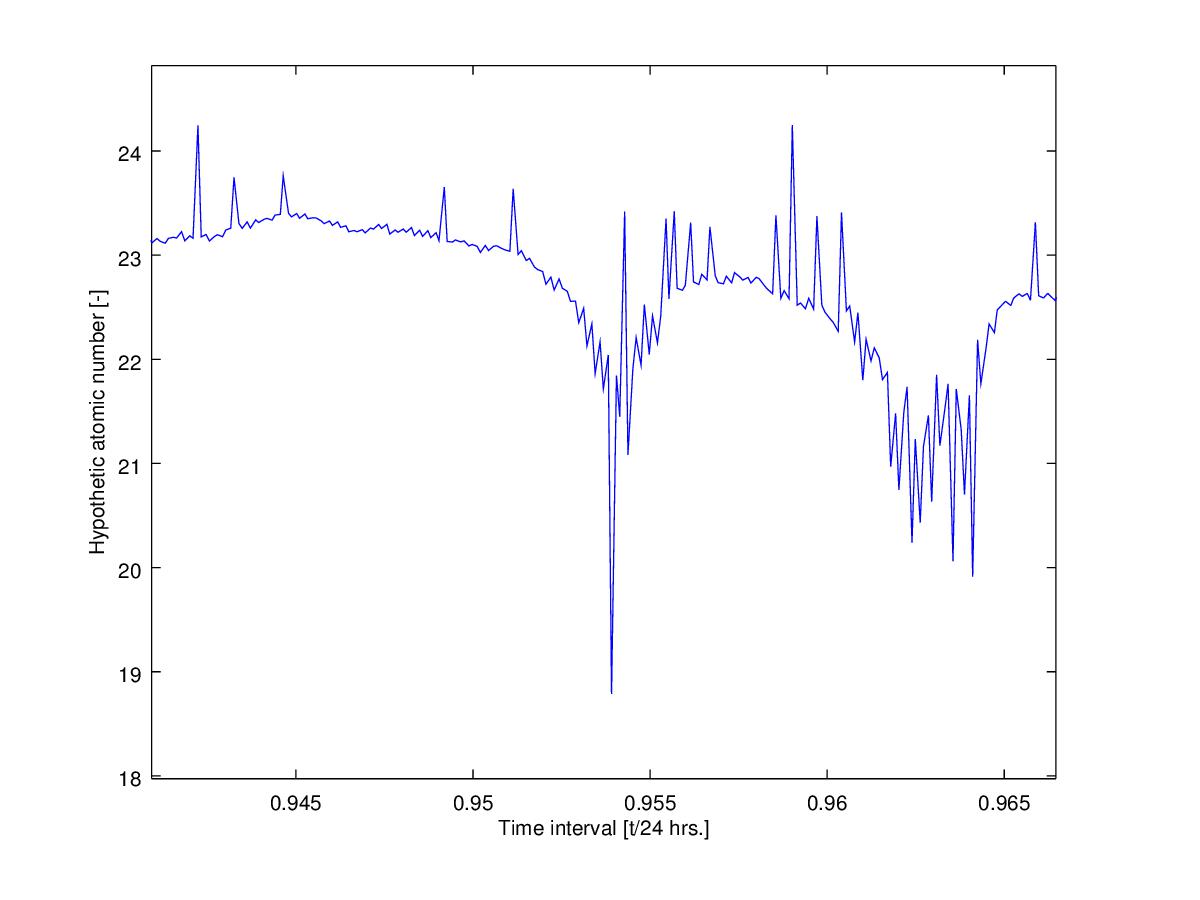 24
23
22
21
20
19
18
Hypothetic atomic number [-]
0.945 0.95 0.955 0.96 0.965
Time interval [t/24 hrs.]